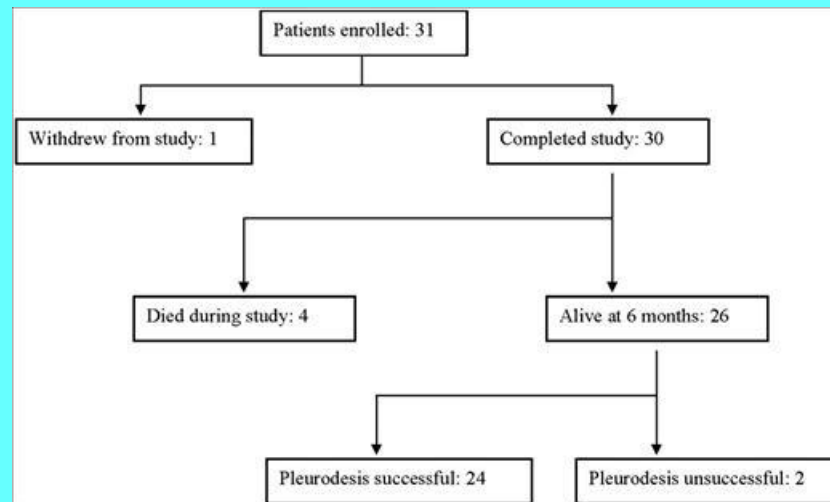 Patients enrolled: 31
Withdrew from study: 1
Completed study: 30
Died during study: 4
Alive at 6 months: 26
Pleurodesis successful: 24
Pleurodesis unsuccessful: 2